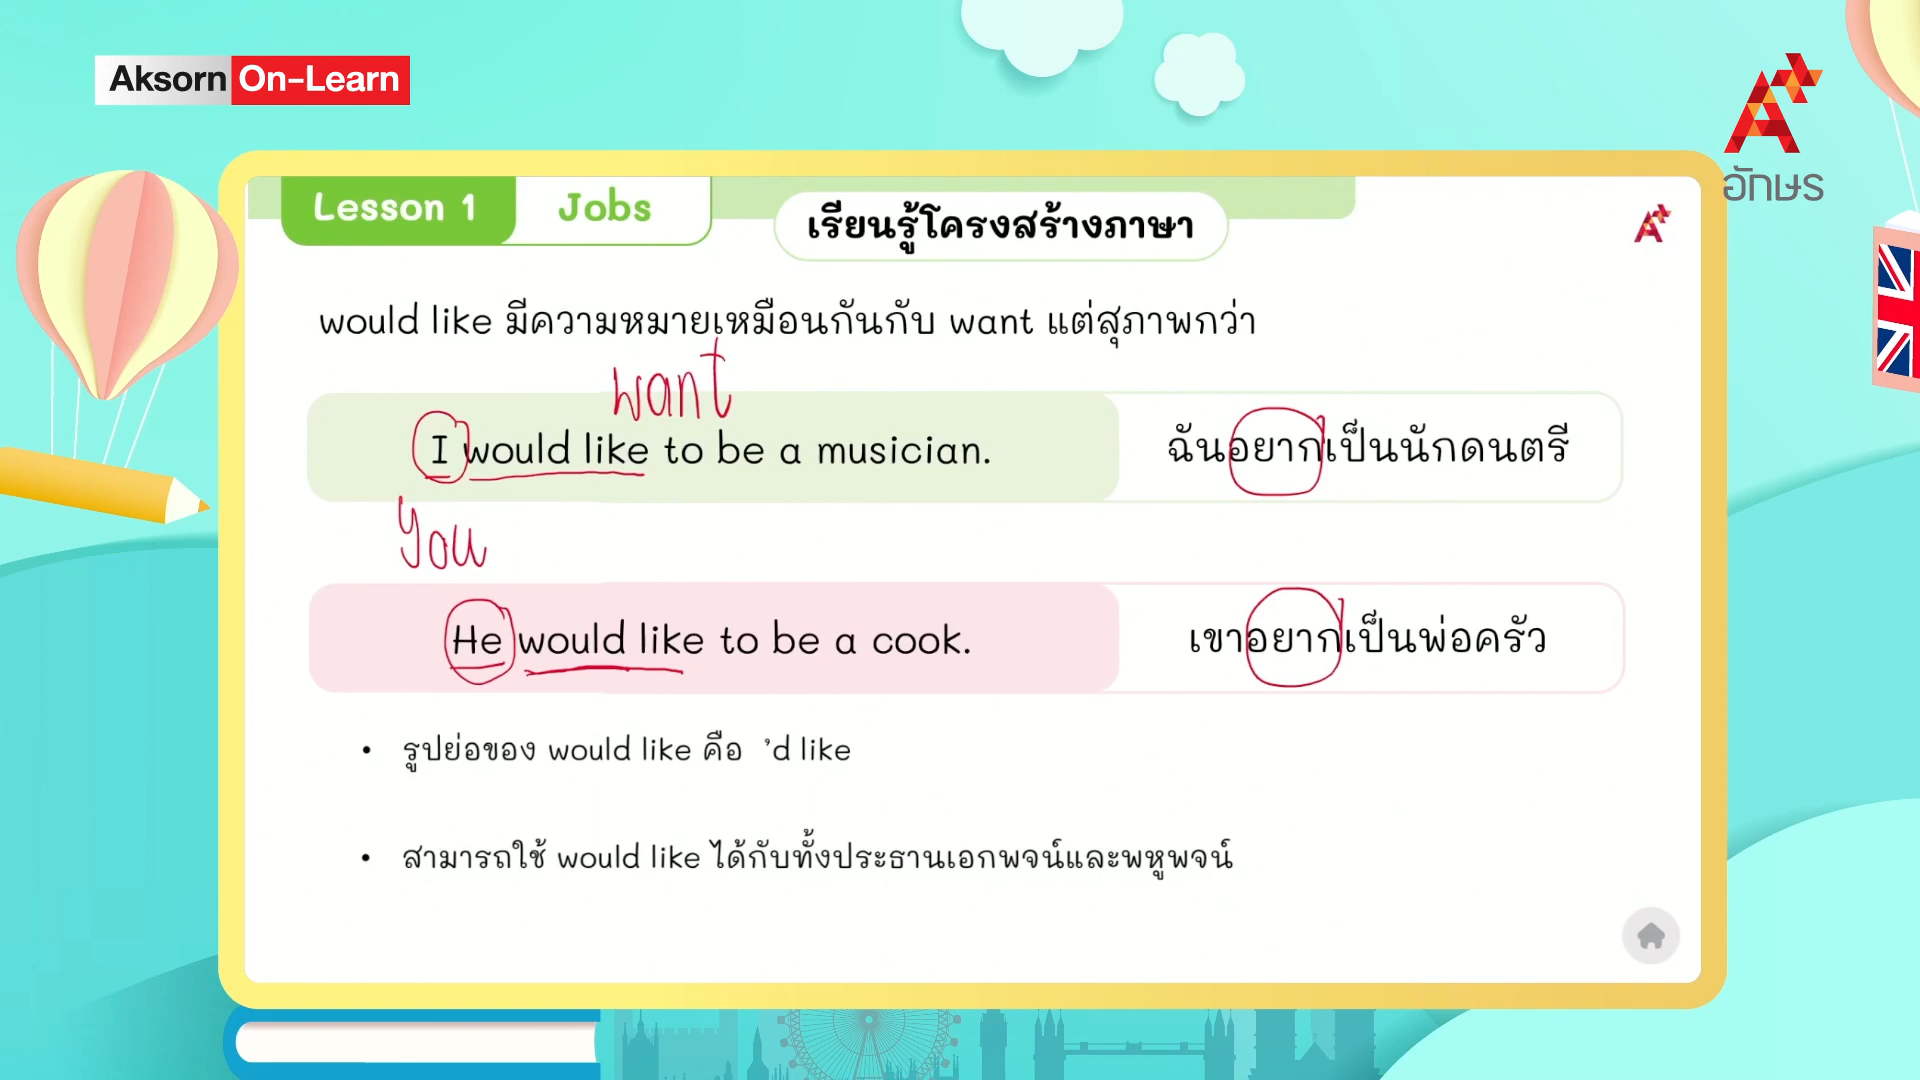 Aksorn On-Learn
อักษร
Lesson 1 Jobs เรียนรู้โครงสร้างภาษา
would like มีความหมายเหมือนกันกับ want แต่สุภาพกว่า
want
I would like to be a musician. ฉันอยากเป็นนักดนตรี
you
He would like to be a cook. เขาอยากเป็นพ่อครัว
• รูปย่อของ would like คือ ’d like
• สามารถใช้ would like ได้กับทั้งประธานเอกพจน์และพหูพจน์